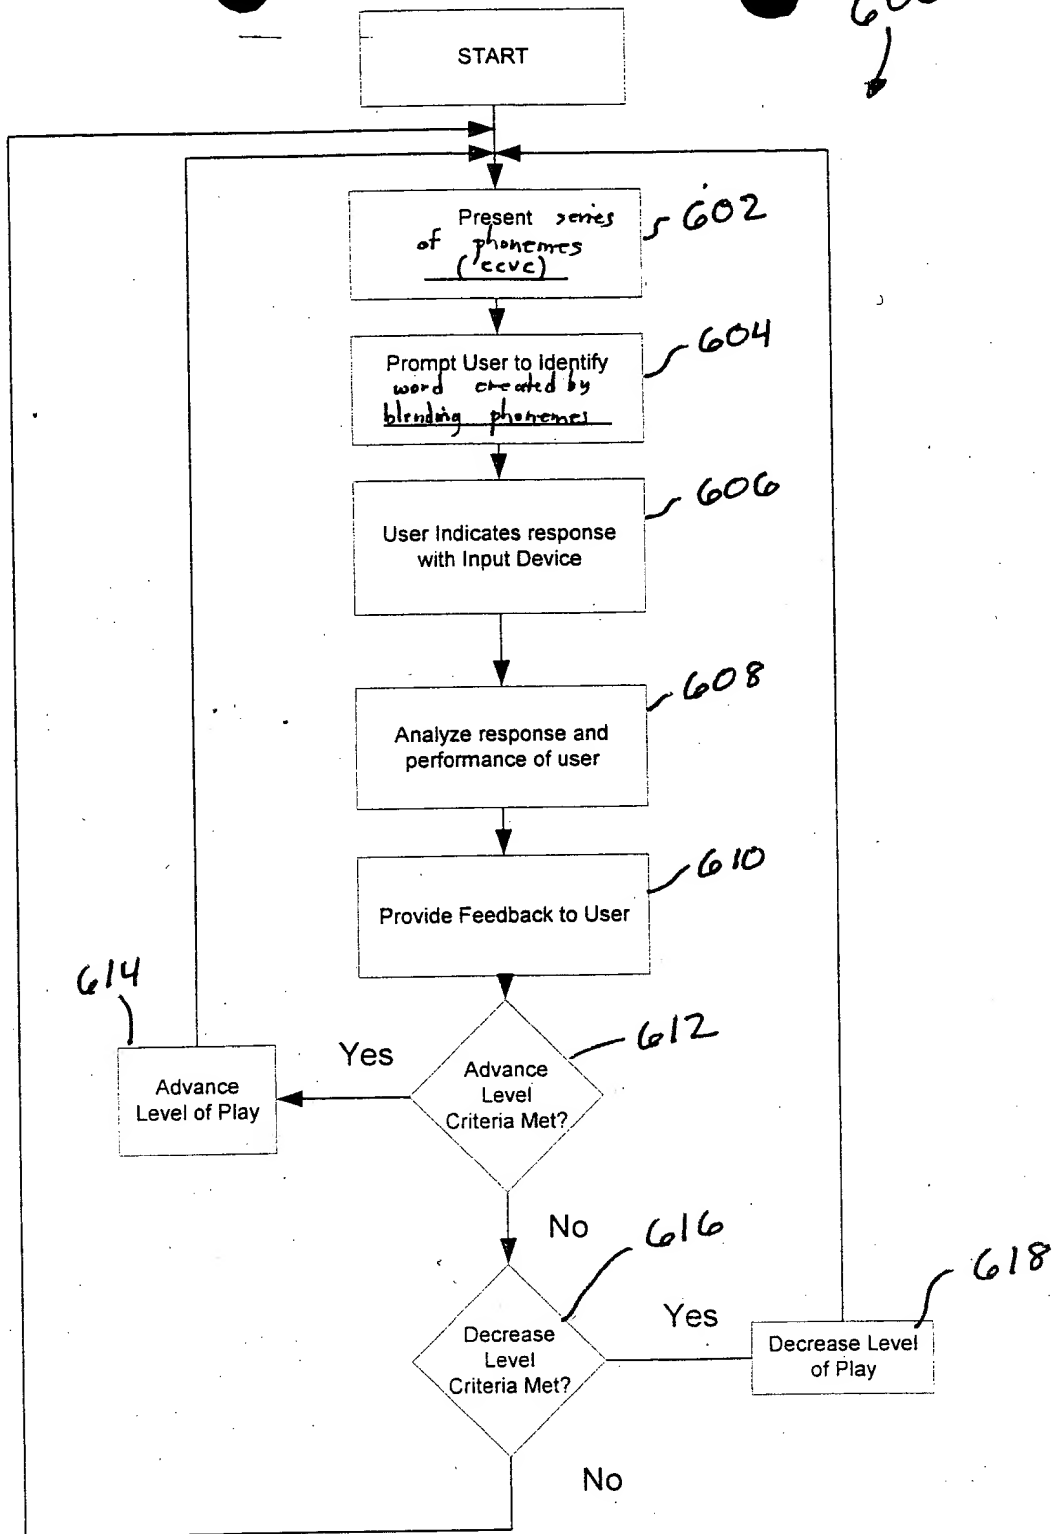 START
Present series
of phonemes
(ccvc)
602
Prompt User to Identify
word created by
blending phonemes
604
User Indicates response
with Input Device
606
Analyze response and
performance of user
608
Provide Feedback to User
610
614
Advance
Level of Play
Yes
Advance
Level
Criteria Met?
612
No
616
Decrease
Level
Criteria Met?
Yes
618
Decrease Level
of Play
No